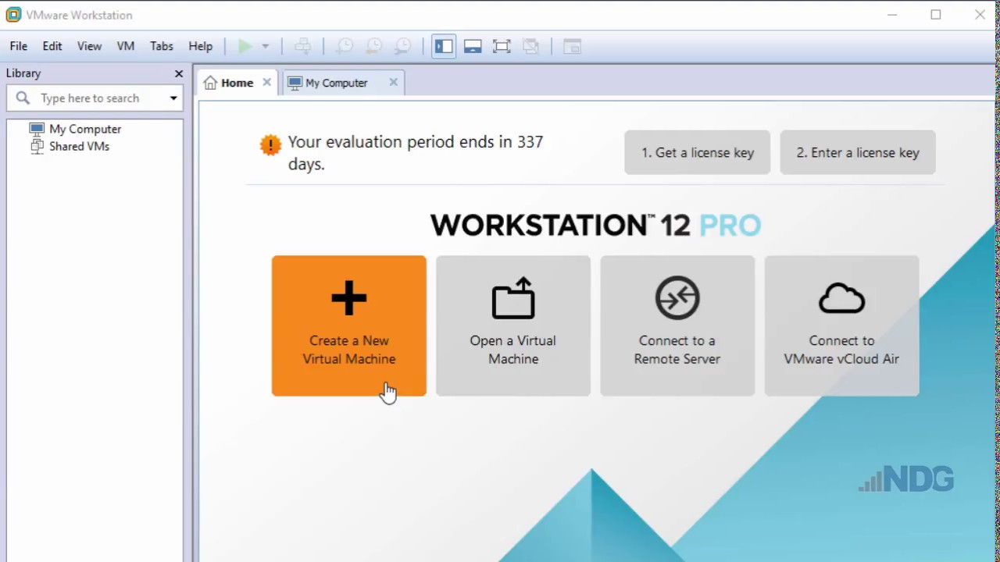 VMware Workstation
File Edit View VM Tabs Help
Library
Type here to search
My Computer
Shared VMs
Home
My Computer
Your evaluation period ends in 337
days.
1. Get a license key
2. Enter a license key
WORKSTATION™ 12 PRO
Create a New
Virtual Machine
Open a Virtual
Machine
Connect to a
Remote Server
Connect to
VMware vCloud Air
NDG